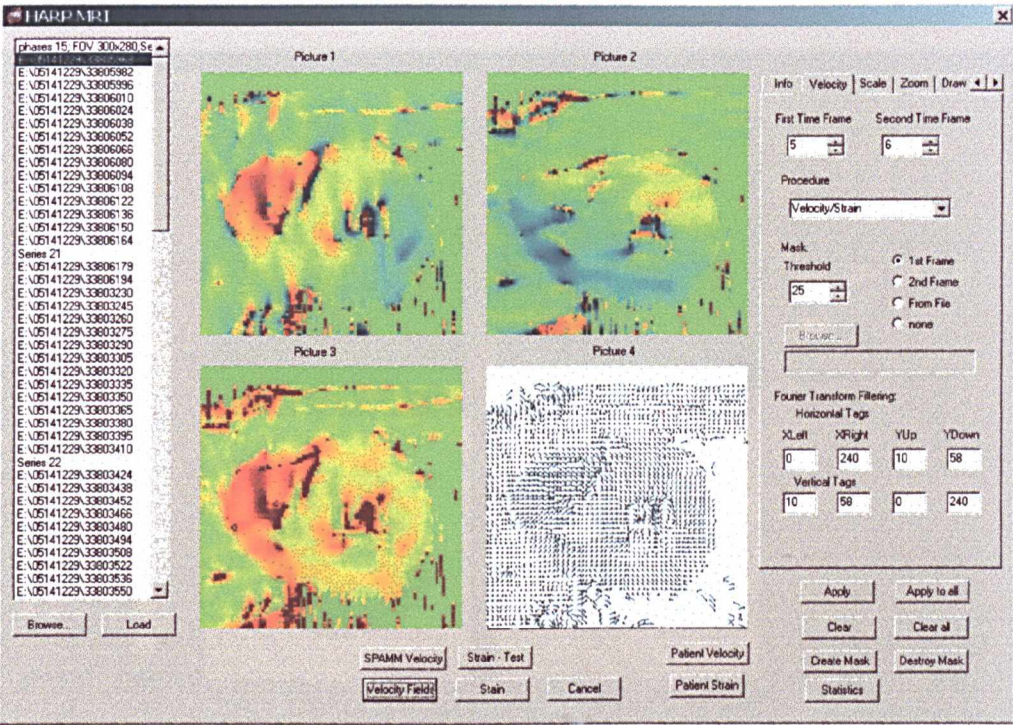 HARP MRI
phases 15, FOV 300x280,Se
E:\05141229\33805982
E:\05141229\33805996
E:\05141229\33806010
E:\05141229\33806024
E:\05141229\33806038
E:\05141229\33806052
E:\05141229\33806066
E:\05141229\33806080
E:\05141229\33806094
E:\05141229\33806108
E:\05141229\33806122
E:\05141229\33806136
E:\05141229\33806150
E:\05141229\33806164
Series 21
E:\05141229\33806179
E:\05141229\33806194
E:\05141229\33803230
E:\05141229\33803245
E:\05141229\33803260
E:\05141229\33803275
E:\05141229\33803290
E:\05141229\33803305
E:\05141229\33803320
E:\05141229\33803335
E:\05141229\33803350
E:\05141229\33803365
E:\05141229\33803380
E:\05141229\33803395
E:\05141229\33803410
Series 22
E:\05141229\33803424
E:\05141229\33803438
E:\05141229\33803452
E:\05141229\33803466
E:\05141229\33803480
E:\05141229\33803494
E:\05141229\33803508
E:\05141229\33803522
E:\05141229\33803536
E:\05141229\33803550
Browse... Load
Picture 1 Picture 2
Picture 3 Picture 4
SPAMM Velocity Strain - Test Patient Velocity
Velocity Fields Stain Cancel Patient Strain
Info Velocity Scale Zoom Draw
First Time Frame Second Time Frame
5 6
Procedure
Velocity/Strain
Mask
Threshold
25
1st Frame
2nd Frame
From File
none
Browse...
Fourier Transform Filtering:
Horizontal Tags
XLeft XRight YUp YDown
0 240 10 58
Vertical Tags
10 58 0 240
Apply Apply to all
Clear Clear all
Create Mask Destroy Mask
Statistics